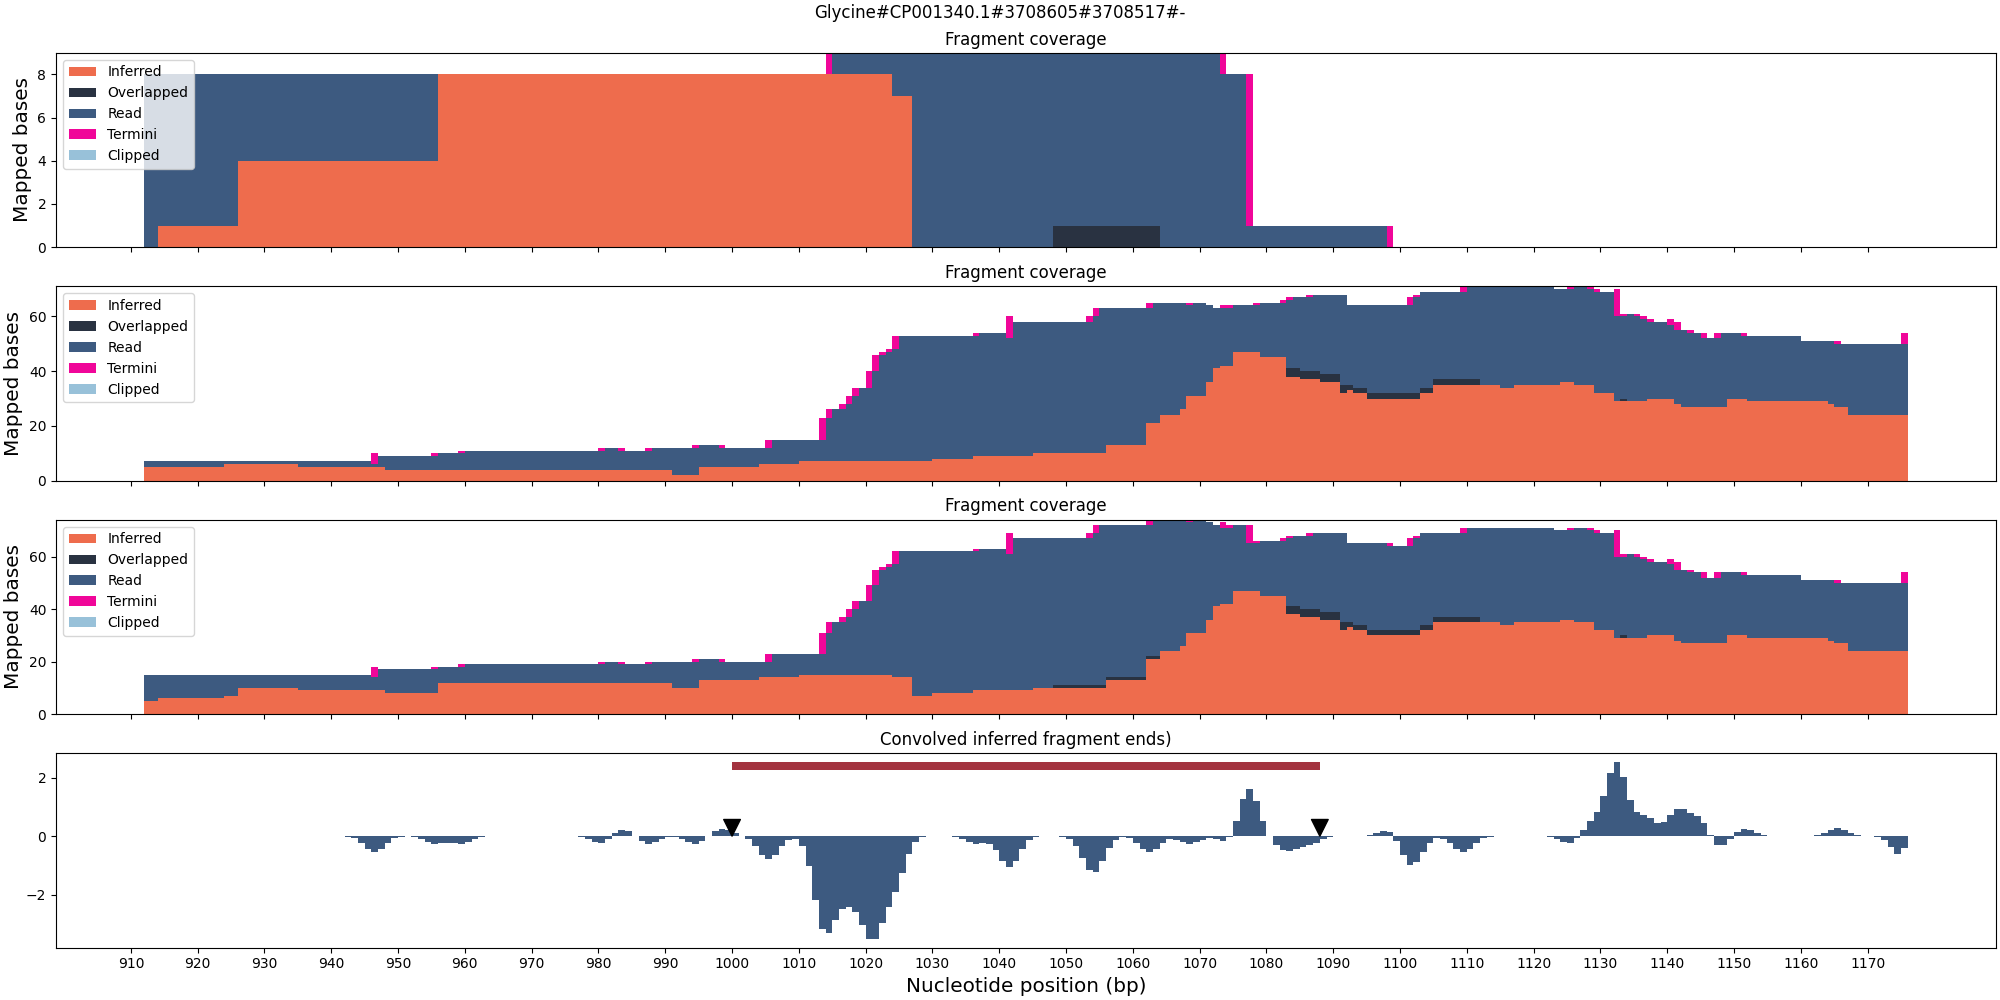 Glycine#CP001340.1#3708605#3708517#-
Fragment coverage
Mapped bases
8
6
4
2
0
Inferred
Overlapped
Read
Termini
Clipped
Fragment coverage
Mapped bases
60
40
20
0
Inferred
Overlapped
Read
Termini
Clipped
Fragment coverage
Mapped bases
60
40
20
0
Inferred
Overlapped
Read
Termini
Clipped
Convolved inferred fragment ends)
2
0
−2
910 920 930 940 950 960 970 980 990 1000 1010 1020 1030 1040 1050 1060 1070 1080 1090 1100 1110 1120 1130 1140 1150 1160 1170
Nucleotide position (bp)